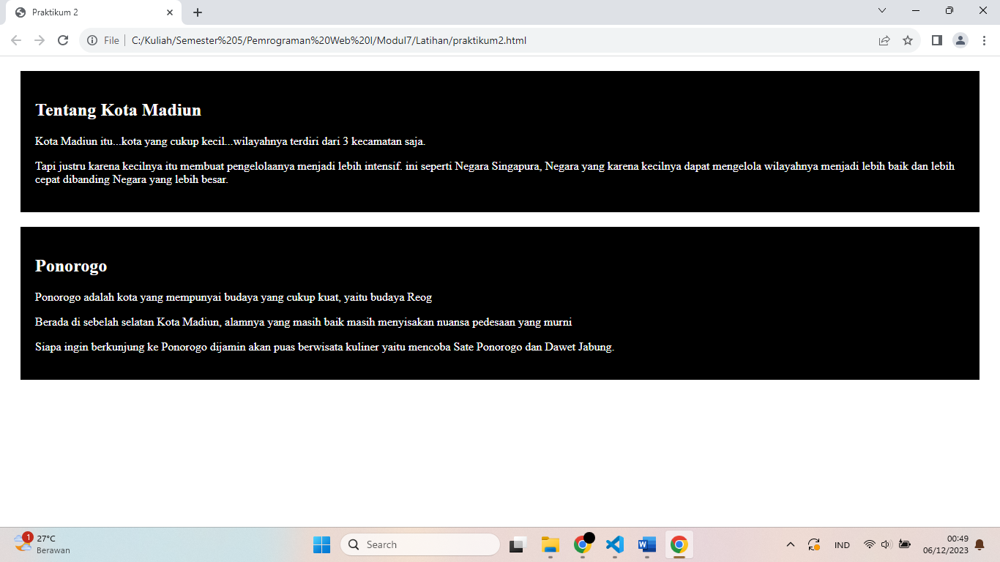 Praktikum 2
File
C:/Kuliah/Semester%205/Pemrograman%20Web%20I/Modul7/Latihan/praktikum2.html
Tentang Kota Madiun
Kota Madiun itu...kota yang cukup kecil...wilayahnya terdiri dari 3 kecamatan saja.
Tapi justru karena kecilnya itu membuat pengelolaanya menjadi lebih intensif. ini seperti Negara Singapura, Negara yang karena kecilnya dapat mengelola wilayahnya menjadi lebih baik dan lebih
cepat dibanding Negara yang lebih besar.
Ponorogo
Ponorogo adalah kota yang mempunyai budaya yang cukup kuat, yaitu budaya Reog
Berada di sebelah selatan Kota Madiun, alamnya yang masih baik masih menyisakan nuansa pedesaan yang murni
Siapa ingin berkunjung ke Ponorogo dijamin akan puas berwisata kuliner yaitu mencoba Sate Ponorogo dan Dawet Jabung.
1
27°C
Berawan
Search
W
IND
00:49
06/12/2023